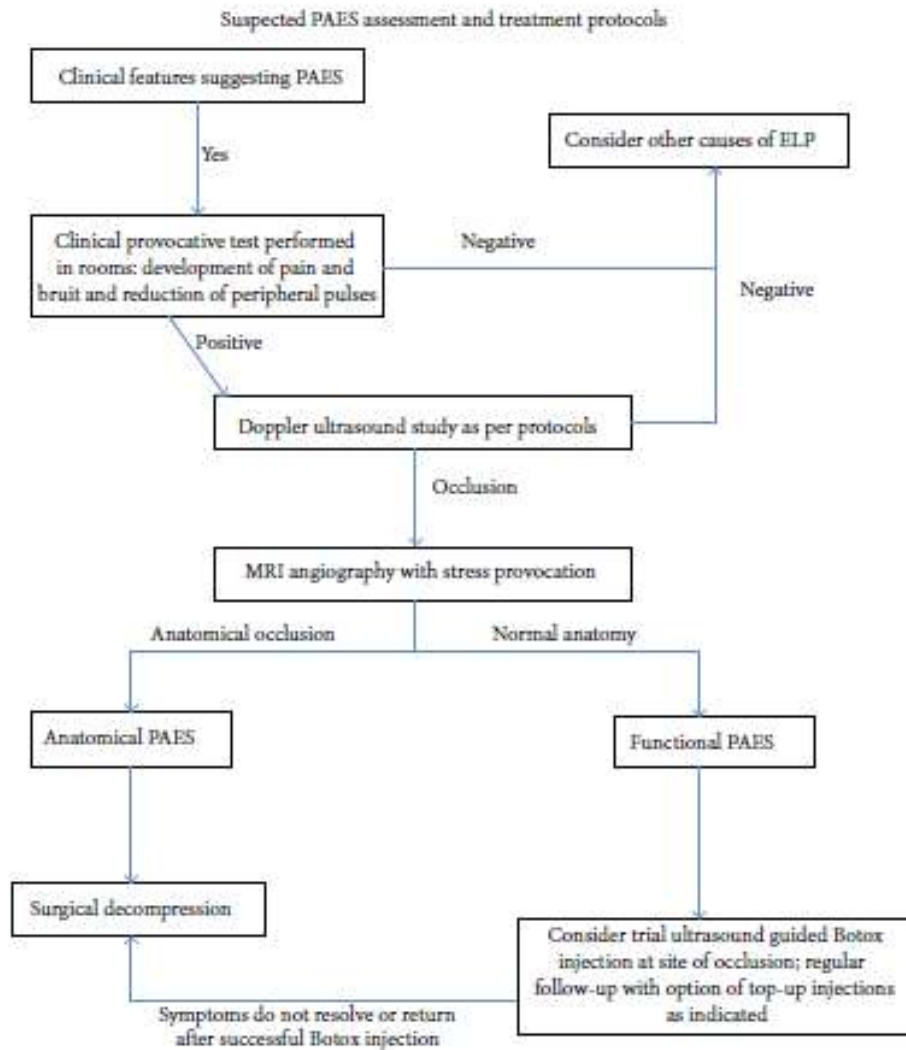 Suspected PAES assessment and treatment protocols
Clinical features suggesting PAES
Consider other causes of ELP
Yes
Clinical provocative test performed
in rooms: development of pain and
bruit and reduction of peripheral pulses
Negative
Negative
Positive
Doppler ultrasound study as per protocols
Occlusion
MRI angiography with stress provocation
Anatomical occlusion
Normal anatomy
Anatomical PAES
Functional PAES
Surgical decompression
Consider trial ultrasound guided Botox
injection at site of occlusion; regular
follow-up with option of top-up injections
as indicated
Symptoms do not resolve or return
after successful Botox injection